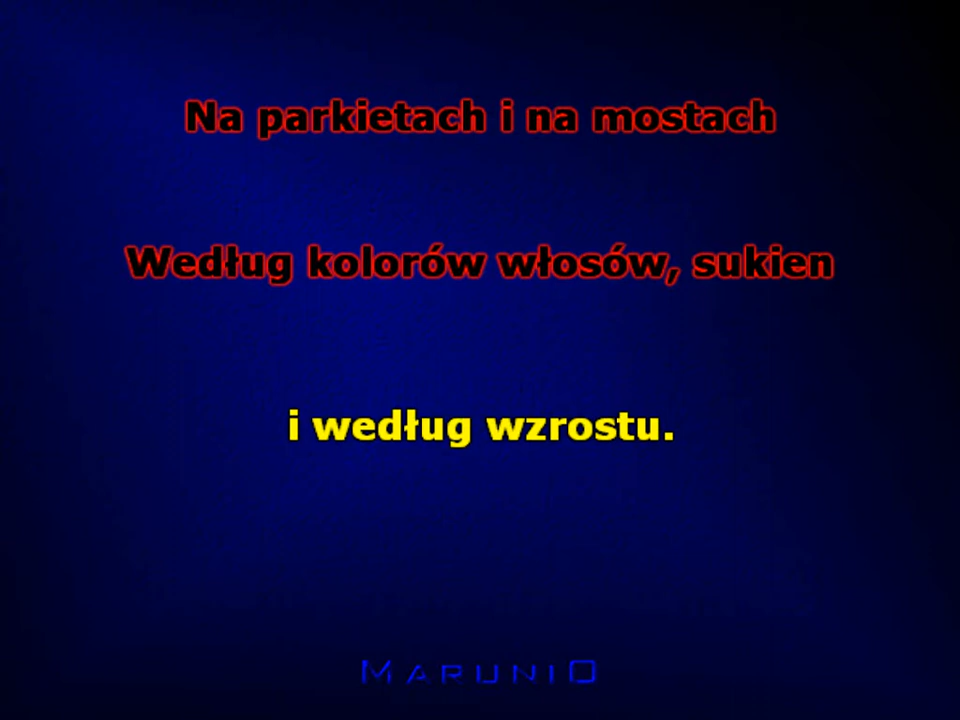 Na parkietach i na mostach
Według kolorów włosów, sukien
i według wzrostu.
MARUNIO